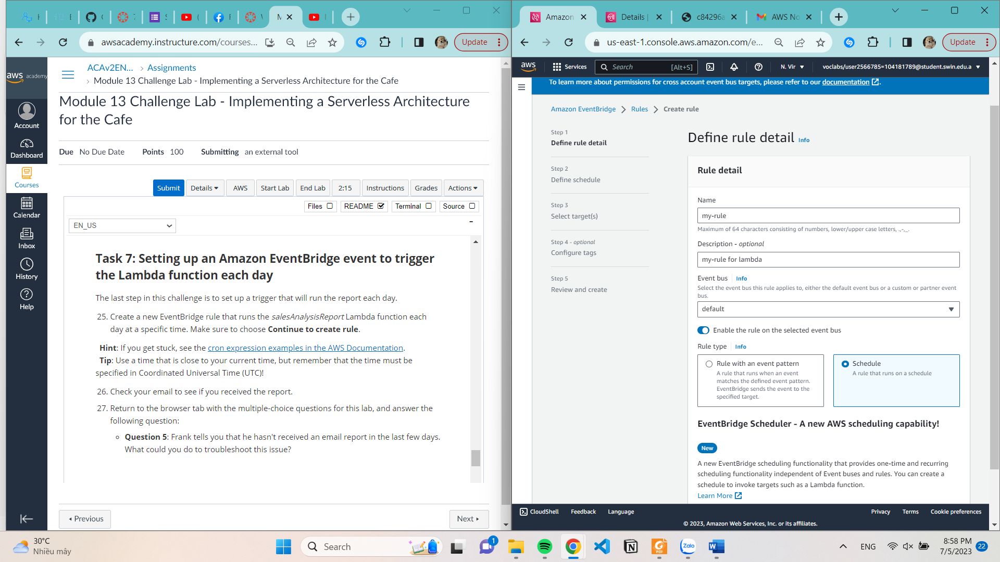 Update
awsacademy.instructure.com/courses...
aws academy
Account
Dashboard
Courses
Calendar
Inbox
History
Help
ACAv2EN... > Assignments
> Module 13 Challenge Lab - Implementing a Serverless Architecture for the Cafe
Module 13 Challenge Lab - Implementing a Serverless Architecture
for the Cafe
Due No Due Date Points 100 Submitting an external tool
Submit Details AWS Start Lab End Lab 2:15 Instructions Grades Actions
Files README Terminal Source
EN_US
Task 7: Setting up an Amazon EventBridge event to trigger
the Lambda function each day
The last step in this challenge is to set up a trigger that will run the report each day.
25. Create a new EventBridge rule that runs the salesAnalysisReport Lambda function each
day at a specific time. Make sure to choose Continue to create rule.
Hint: If you get stuck, see the cron expression examples in the AWS Documentation.
Tip: Use a time that is close to your current time, but remember that the time must be
specified in Coordinated Universal Time (UTC)!
26. Check your email to see if you received the report.
27. Return to the browser tab with the multiple-choice questions for this lab, and answer the
following question:
Question 5: Frank tells you that he hasn't received an email report in the last few days.
What could you do to troubleshoot this issue?
Previous
Next
Amazon
Details |
c84296a
AWS No
us-east-1.console.aws.amazon.com/e...
Update
aws Services Search [Alt+S] N. Vir voclabs/user2566785=104181789@student.swin.edu.a
To learn more about permissions for cross account event bus targets, please refer to our documentation.
Amazon EventBridge > Rules > Create rule
Step 1
Define rule detail
Step 2
Define schedule
Step 3
Select target(s)
Step 4 - optional
Configure tags
Step 5
Review and create
Define rule detail Info
Rule detail
Name
my-rule
Maximum of 64 characters consisting of numbers, lower/upper case letters, .,-,_.
Description - optional
my-rule for lambda
Event bus Info
Select the event bus this rule applies to, either the default event bus or a custom or partner event
bus.
default
Enable the rule on the selected event bus
Rule type Info
Rule with an event pattern
A rule that runs when an event
matches the defined event pattern.
EventBridge sends the event to the
specified target.
Schedule
A rule that runs on a schedule
EventBridge Scheduler - A new AWS scheduling capability!
New
A new EventBridge scheduling functionality that provides one-time and recurring
scheduling functionality independent of Event buses and rules. You can create a
schedule to invoke targets such as a Lambda function.
Learn More
CloudShell Feedback Language Privacy Terms Cookie preferences
© 2023, Amazon Web Services, Inc. or its affiliates.
30°C
Nhiều mây
Search
1
PDF
Zalo
ENG
8:58 PM
7/5/2023
22